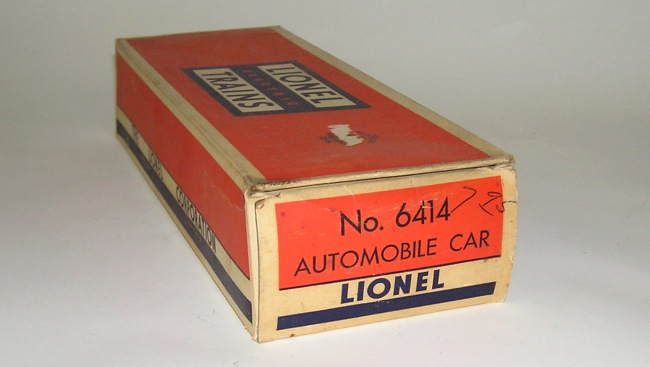 LIONEL
ELECTRIC
TRAINS
CORPORATION
No. 6414
AUTOMOBILE CAR
LIONEL